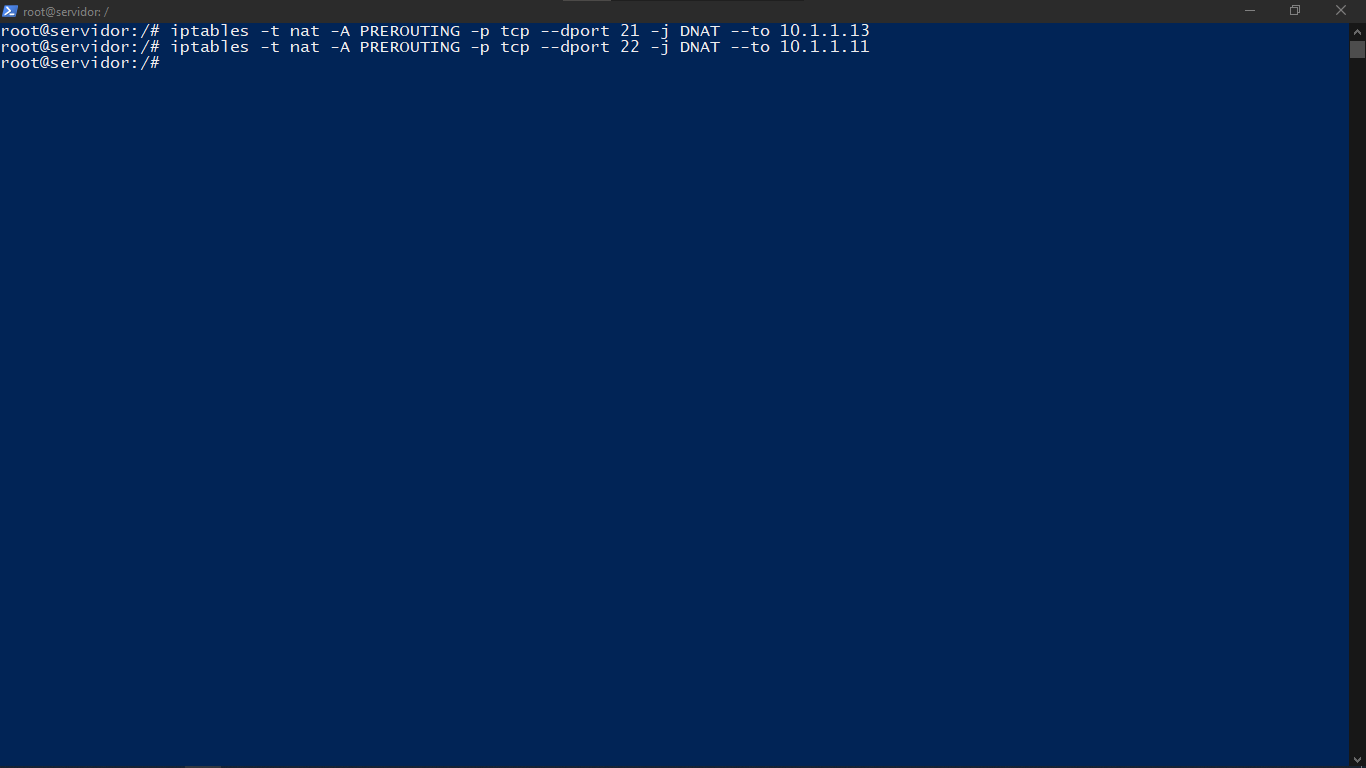 root@servidor: /
root@servidor:/# iptables -t nat -A PREROUTING -p tcp --dport 21 -j DNAT --to 10.1.1.13
root@servidor:/# iptables -t nat -A PREROUTING -p tcp --dport 22 -j DNAT --to 10.1.1.11
root@servidor:/#